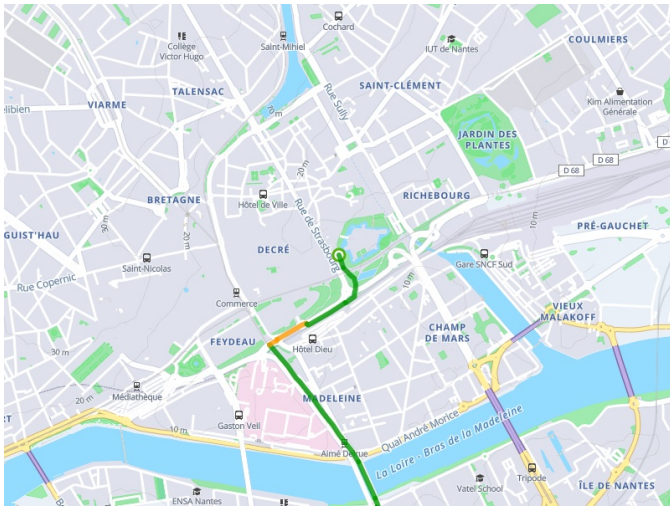 Cochard
Collège
Victor Hugo
Saint-Mihiel
IUT de Nantes
COULMIERS
TALENSAC
SAINT-CLÉMENT
VIARME
70 m
Rue Sully
Kim Alimentation
Générale
elibien
JARDIN DES
PLANTES
D 68
D 68
20 m
BRETAGNE
Hôtel de Ville
RICHEBOURG
30 m
Rue de Strasbourg
10 m
PRÉ-GAUCHET
GUIST'HAU
20 m
DECRÉ
Saint-Nicolas
Gare SNCF Sud
Rue Copernic
10 m
Commerce
VIEUX
MALAKOFF
CHAMP
DE MARS
FEYDEAU
Hôtel Dieu
30 m
Médiathèque
MADELEINE
20 m
Gaston Veil
10 m
Quai André Morice
La Loire - Bras de la Madeleine
Aimé Delrue
Tripode
Vatel School
ÎLE DE NANTES
ENSA Nantes